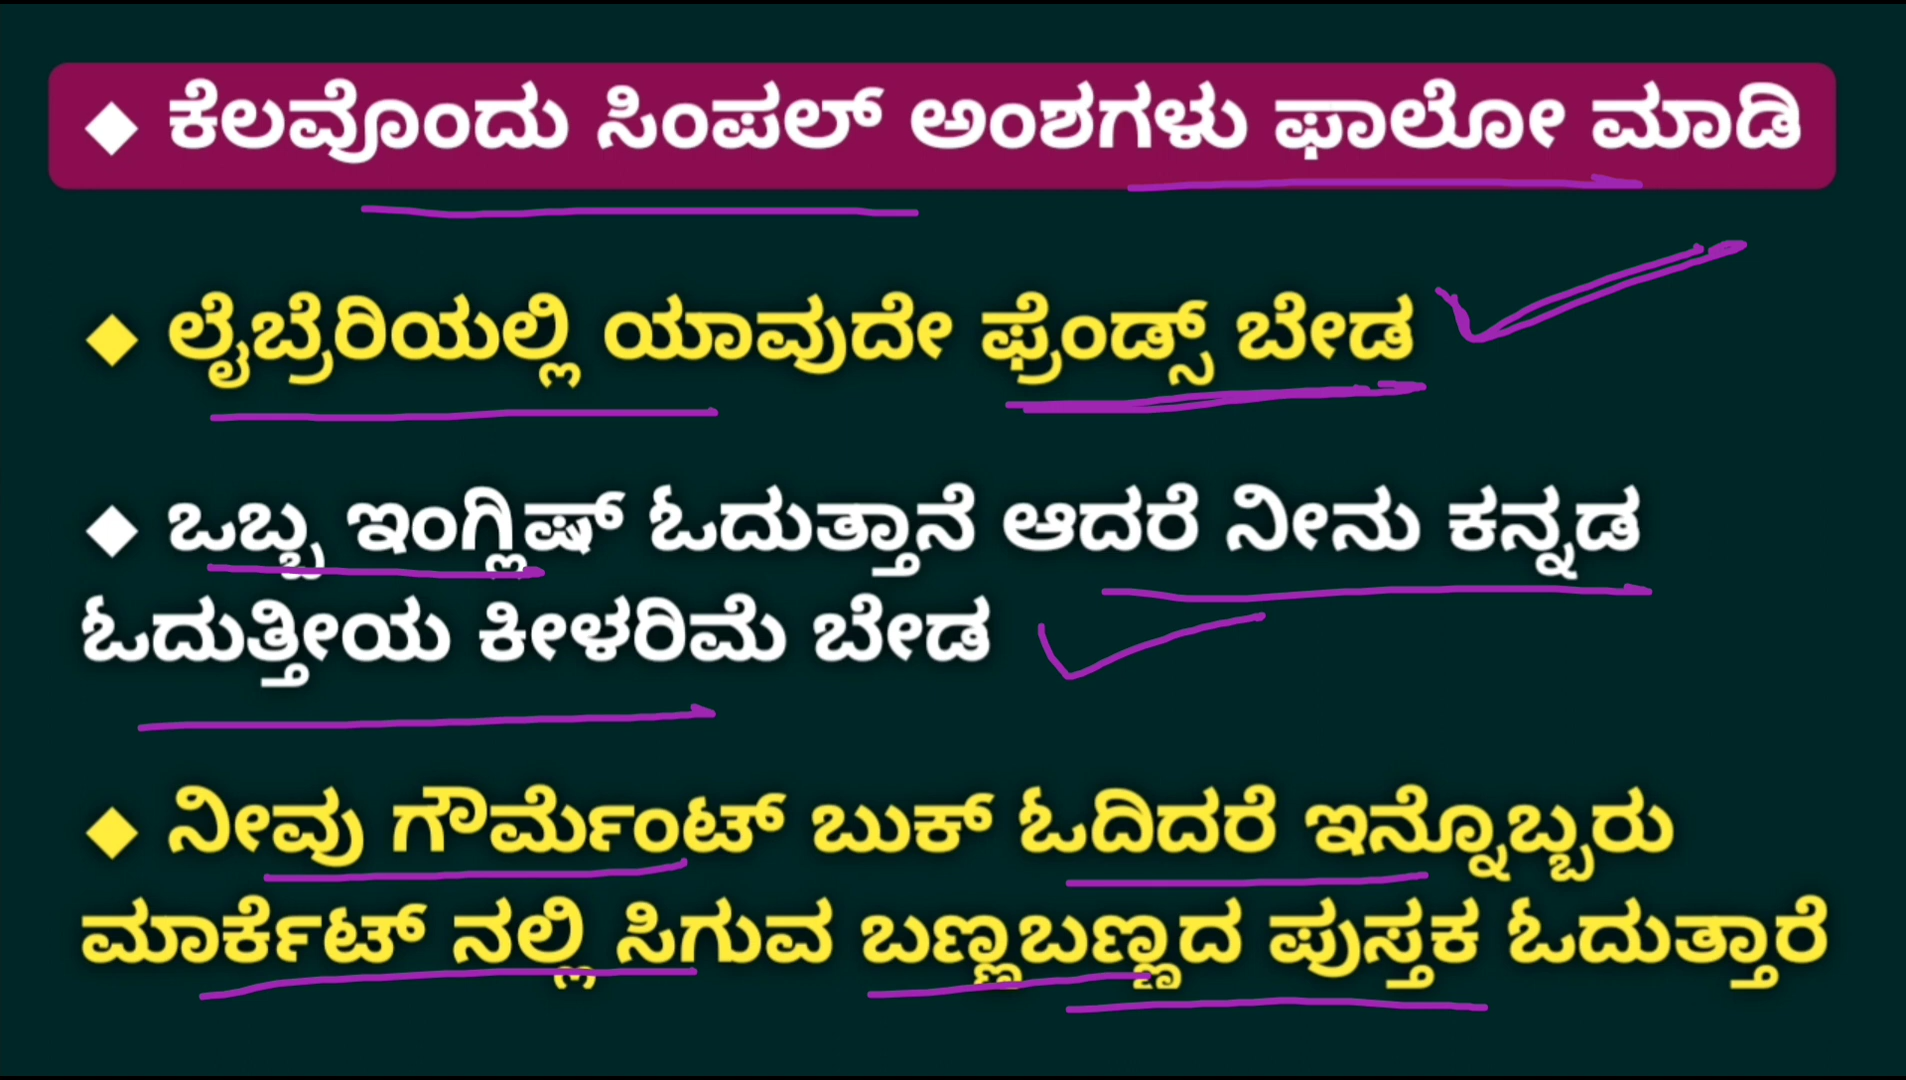 ◆ ಕೆಲವೊಂದು ಸಿಂಪಲ್ ಅಂಶಗಳು ಫಾಲೋ ಮಾಡಿ
◆ ಲೈಬ್ರೆರಿಯಲ್ಲಿ ಯಾವುದೇ ಫ್ರೆಂಡ್ಸ್ ಬೇಡ
◆ ಒಬ್ಬ ಇಂಗ್ಲಿಷ್ ಓದುತ್ತಾನೆ ಆದರೆ ನೀನು ಕನ್ನಡ
ಓದುತ್ತೀಯ ಕೀಳರಿಮೆ ಬೇಡ
◆ ನೀವು ಗೌರ್ಮೆಂಟ್ ಬುಕ್ ಓದಿದರೆ ಇನ್ನೊಬ್ಬರು
ಮಾರ್ಕೆಟ್ ನಲ್ಲಿ ಸಿಗುವ ಬಣ್ಣಬಣ್ಣದ ಪುಸ್ತಕ ಓದುತ್ತಾರೆ